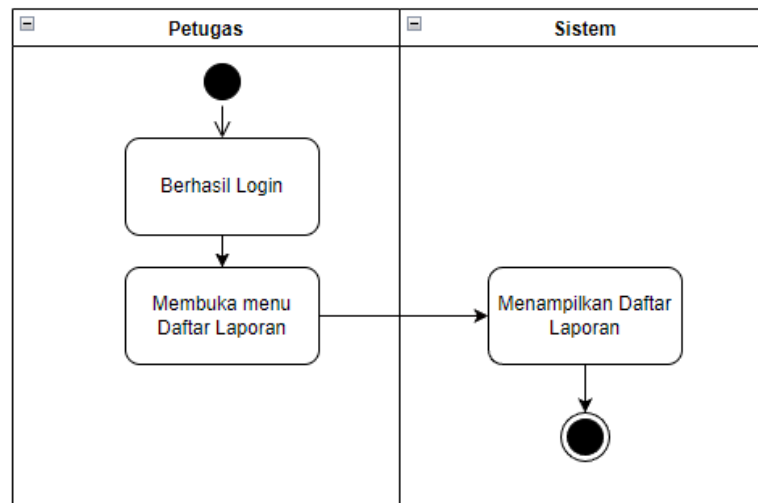 Petugas
Sistem
Berhasil Login
Membuka menu
Daftar Laporan
Menampilkan Daftar
Laporan